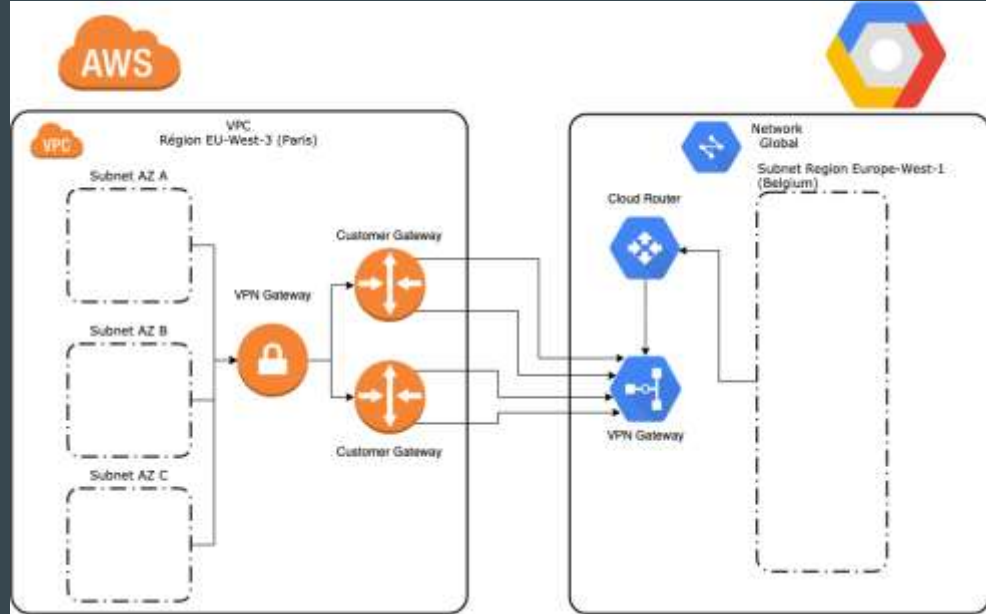 AWS
VPC
VPC
Région EU-West-3 (Paris)
Subnet AZ A
Customer Gateway
VPN Gateway
Subnet AZ B
Customer Gateway
Subnet AZ C
Network
Global
Subnet Region Europe-West-1
(Belgium)
Cloud Router
VPN Gateway